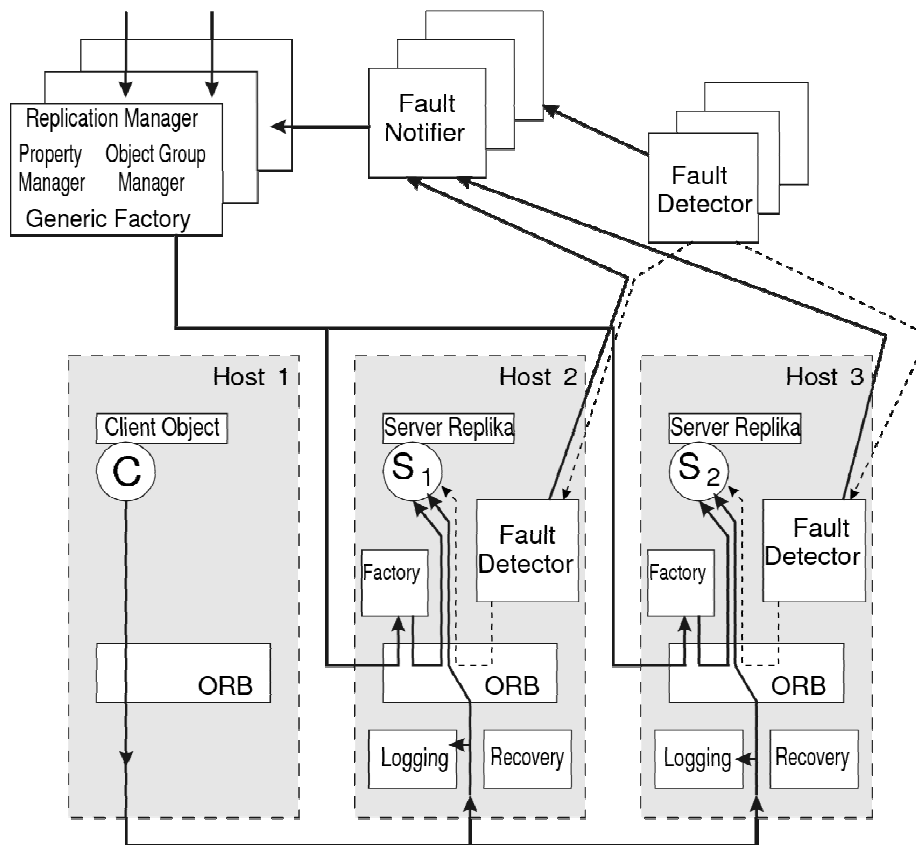 Replication Manager
Property Manager
Object Group Manager
Generic Factory
Fault Notifier
Fault Detector
Host 1
Client Object
C
ORB
Host 2
Server Replika
S1
Fault Detector
Factory
ORB
Logging
Recovery
Host 3
Server Replika
S2
Fault Detector
Factory
ORB
Logging
Recovery